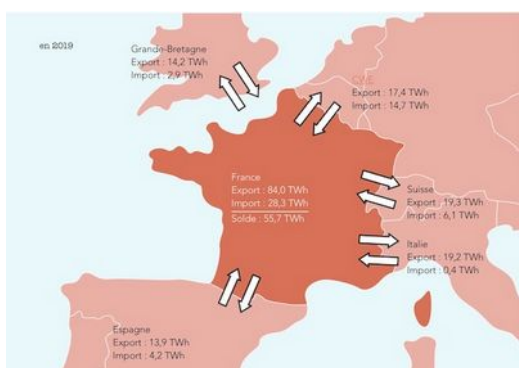 en 2019
Grande-Bretagne
Export : 14,2 TWh
Import : 2,9 TWh
CWE
Export : 17,4 TWh
Import : 14,7 TWh
France
Export : 84,0 TWh
Import : 28,3 TWh
Solde : 55,7 TWh
Suisse
Export : 19,3 TWh
Import : 6,1 TWh
Italie
Export : 19,2 TWh
Import : 0,4 TWh
Espagne
Export : 13,9 TWh
Import : 4,2 TWh